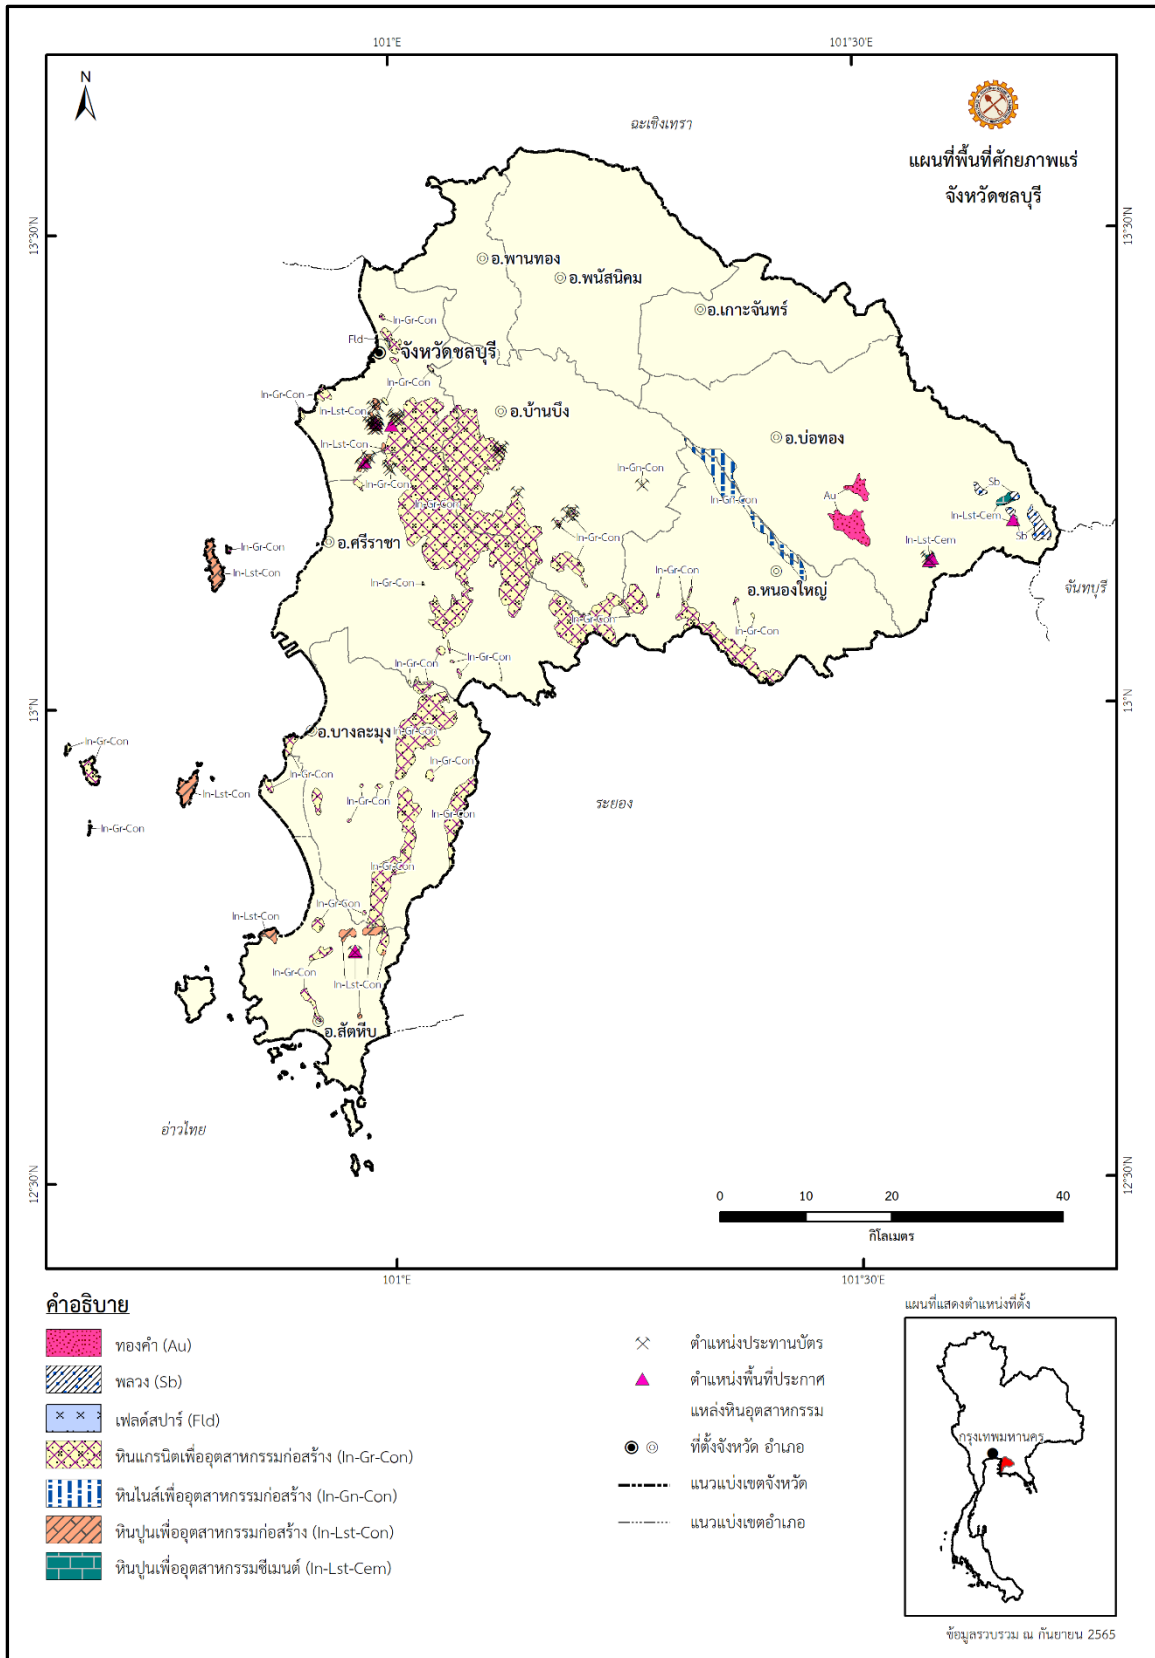 101°E
101°30'E
N
ฉะเชิงเทรา
แผนที่พื้นที่ศักยภาพแร่
จังหวัดชลบุรี
13°30'N
13°30'N
อ.พานทอง
อ.พนัสนิคม
อ.เกาะจันทร์
In-Gr-Con
Fld
จังหวัดชลบุรี
In-Gr-Con
In-Gr-Con
In-Lst-Con
อ.บ้านบึง
อ.บ่อทอง
In-Lst-Con
In-Gn-Con
In-Gr-Con
Sb
In-Gr-Con
In-Gn-Con
Au
In-Lst-Cem
Sb
In-Gr-Con
อ.ศรีราชา
In-Gr-Con
In-Lst-Cem
In-Lst-Con
In-Gr-Con
In-Gr-Con
อ.หนองใหญ่
จันทบุรี
In-Gr-Con
In-Gr-Con
In-Gr-Con
In-Gr-Con
13°N
13°N
อ.บางละมุง
In-Gr-Con
In-Gr-Con
In-Gr-Con
In-Gr-Con
In-Lst-Con
In-Gr-Con
ระยอง
In-Gr-Con
In-Gr-Con
In-Gr-Con
In-Gr-Con
In-Lst-Con
In-Gr-Con
In-Lst-Con
อ.สัตหีบ
อ่าวไทย
12°30'N
12°30'N
0 10 20 40
กิโลเมตร
101°E
101°30'E
คำอธิบาย
ทองคำ (Au)
พลวง (Sb)
เฟลด์สปาร์ (Fld)
หินแกรนิตเพื่ออุตสาหกรรมก่อสร้าง (In-Gr-Con)
หินไนส์เพื่ออุตสาหกรรมก่อสร้าง (In-Gn-Con)
หินปูนเพื่ออุตสาหกรรมก่อสร้าง (In-Lst-Con)
หินปูนเพื่ออุตสาหกรรมซีเมนต์ (In-Lst-Cem)
ตำแหน่งประทานบัตร
ตำแหน่งพื้นที่ประกาศ
แหล่งหินอุตสาหกรรม
ที่ตั้งจังหวัด อำเภอ
แนวแบ่งเขตจังหวัด
แนวแบ่งเขตอำเภอ
แผนที่แสดงตำแหน่งที่ตั้ง
กรุงเทพมหานคร
ข้อมูลรวบรวม ณ กันยายน 2565